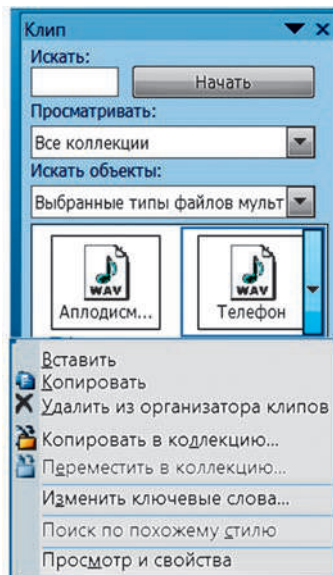 Клип
Искать:
Начать
Просматривать:
Все коллекции
Искать объекты:
Выбранные типы файлов мульт
WAV WAV
Аплодисм... Телефон
Вставить
Копировать
Удалить из организатора клипов
Копировать в коллекцию...
Переместить в коллекцию...
Изменить ключевые слова...
Поиск по похожему стилю
Просмотр и свойства